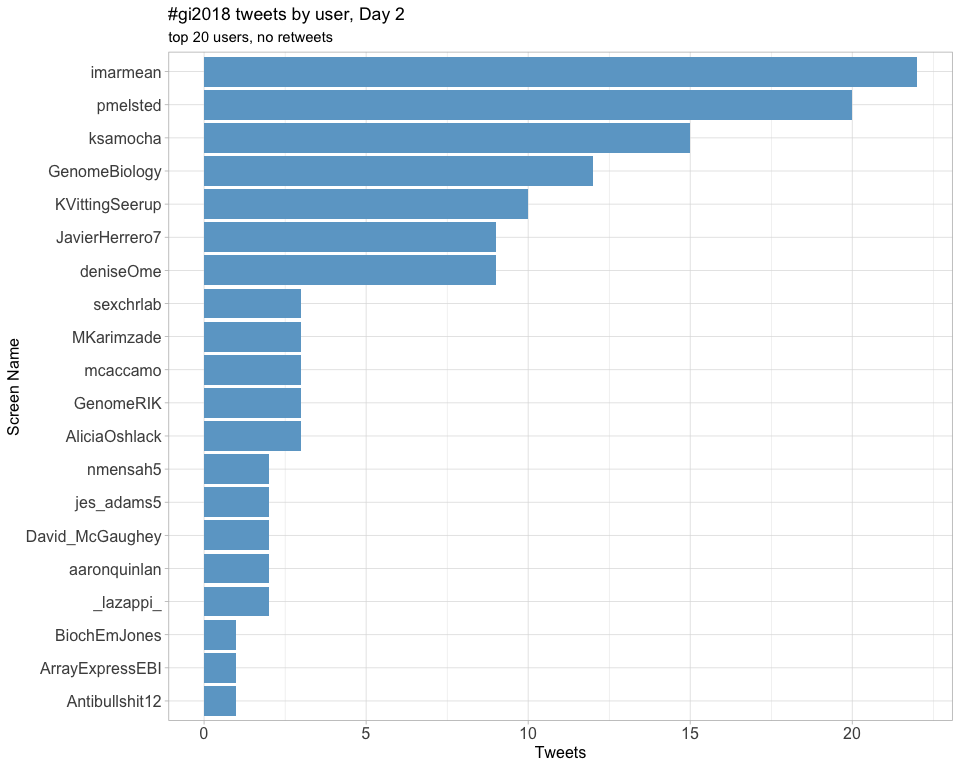 #gi2018 tweets by user, Day 2
top 20 users, no retweets
Screen Name
imarmean
pmelsted
ksamocha
GenomeBiology
KVittingSeerup
JavierHerrero7
deniseOme
sexchrlab
MKarimzade
mcaccamo
GenomeRIK
AliciaOshlack
nmensah5
jes_adams5
David_McGaughey
aaronquinlan
_lazappi_
BiochEmJones
ArrayExpressEBI
Antibullshit12
0 5 10 15 20
Tweets